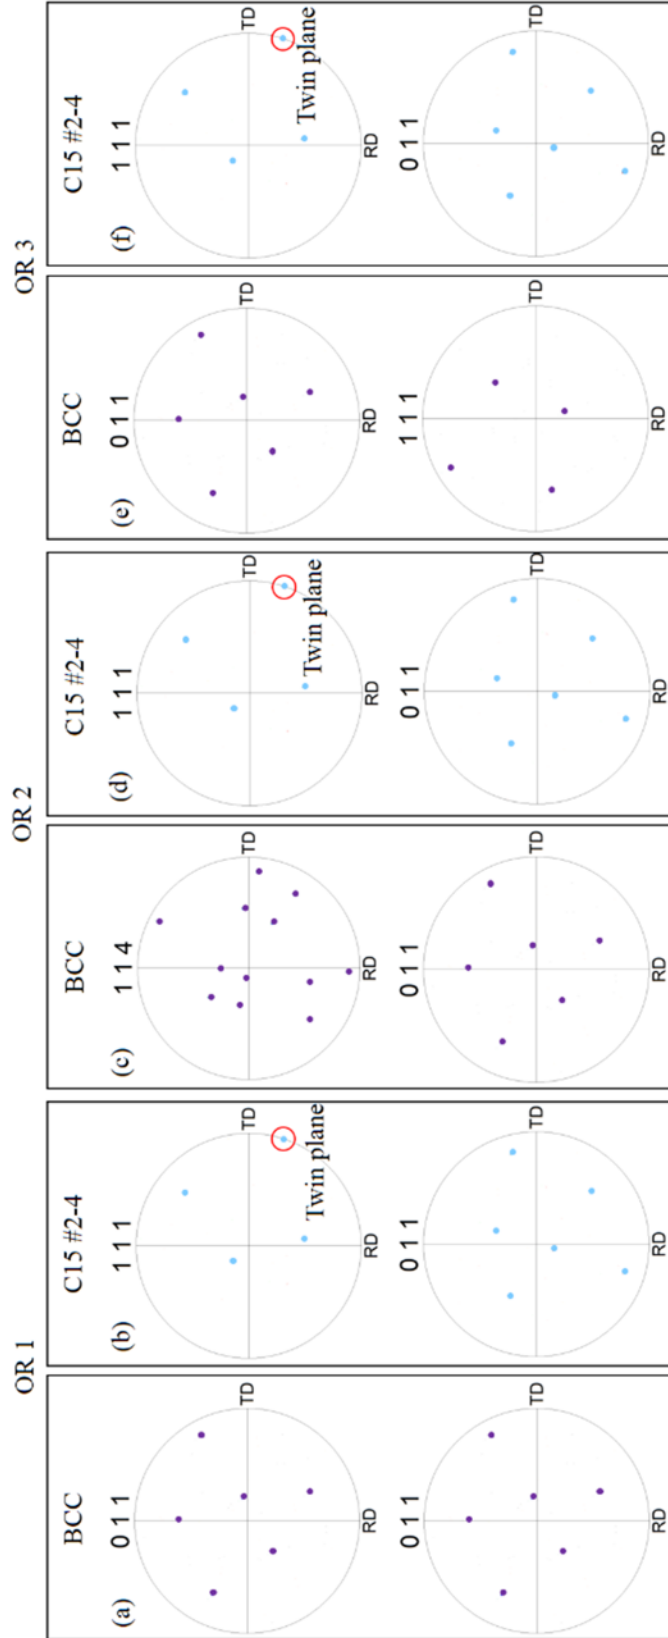 OR 1
BCC
(a)
0 1 1
TD
RD
0 1 1
TD
RD
C15 #2-4
(b)
1 1 1
TD
Twin plane
RD
0 1 1
TD
RD
OR 2
BCC
(c)
1 1 4
TD
RD
0 1 1
TD
RD
C15 #2-4
(d)
1 1 1
TD
Twin plane
RD
0 1 1
TD
RD
OR 3
BCC
(e)
0 1 1
TD
RD
1 1 1
TD
RD
C15 #2-4
(f)
1 1 1
TD
Twin plane
RD
0 1 1
TD
RD